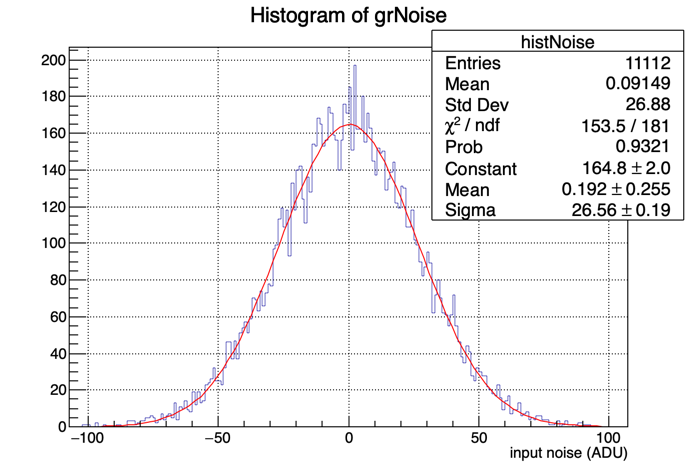 Histogram of grNoise
histNoise
Entries 11112
Mean 0.09149
Std Dev 26.88
χ² / ndf 153.5 / 181
Prob 0.9321
Constant 164.8 ± 2.0
Mean 0.192 ± 0.255
Sigma 26.56 ± 0.19
200
180
160
140
120
100
80
60
40
20
0
−100 −50 0 50 100
input noise (ADU)